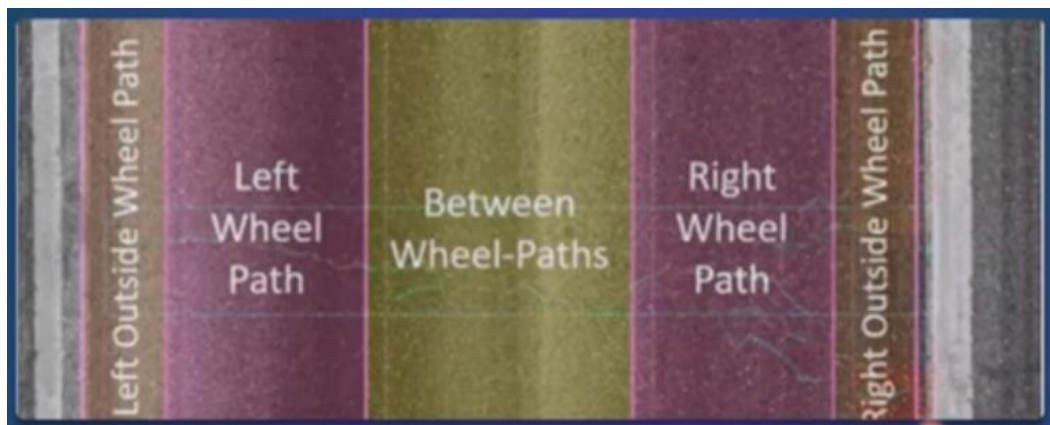 Left Outside Wheel Path
Left
Wheel
Path
Between
Wheel-Paths
Right
Wheel
Path
Right Outside Wheel Path